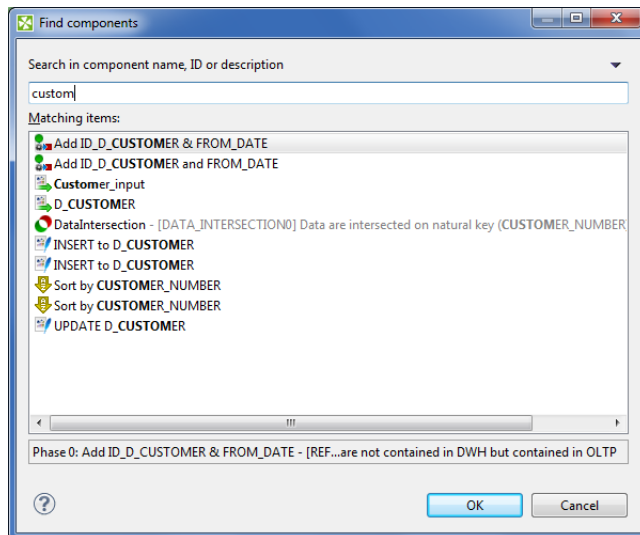 Find components
Search in component name, ID or description
custom
Matching items:
Add ID_D_CUSTOMER & FROM_DATE
Add ID_D_CUSTOMER and FROM_DATE
Customer_input
D_CUSTOMER
DataIntersection - [DATA_INTERSECTION0] Data are intersected on natural key (CUSTOMER_NUMBER
INSERT to D_CUSTOMER
INSERT to D_CUSTOMER
Sort by CUSTOMER_NUMBER
Sort by CUSTOMER_NUMBER
UPDATE D_CUSTOMER
Phase 0: Add ID_D_CUSTOMER & FROM_DATE - [REF...are not contained in DWH but contained in OLTP
OK Cancel